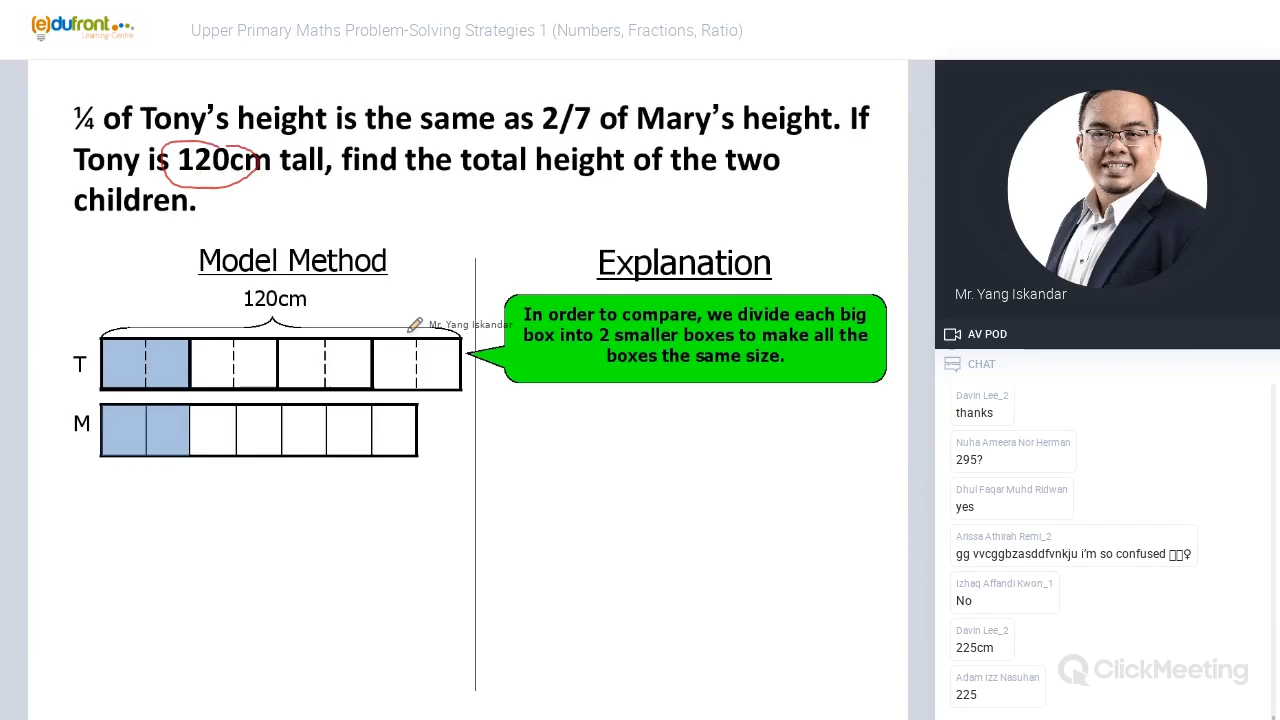 (e)dufront
Learning Centre
Upper Primary Maths Problem-Solving Strategies 1 (Numbers, Fractions, Ratio)
¼ of Tony’s height is the same as 2/7 of Mary’s height. If
Tony is 120cm tall, find the total height of the two
children.
Model Method
120cm
T
M
Mr. Yang Iskandar
Explanation
In order to compare, we divide each big
box into 2 smaller boxes to make all the
boxes the same size.
Mr. Yang Iskandar
AV POD
CHAT
Davin Lee_2
thanks
Nuha Ameera Nor Herman
295?
Dhul Faqar Muhd Ridwan
yes
Arissa Athirah Remi_2
gg vvcggbzasddfvnkju i’m so confused
Izhaq Affandi Kwon_1
No
Davin Lee_2
225cm
Adam Izz Nasuhan
225
ClickMeeting